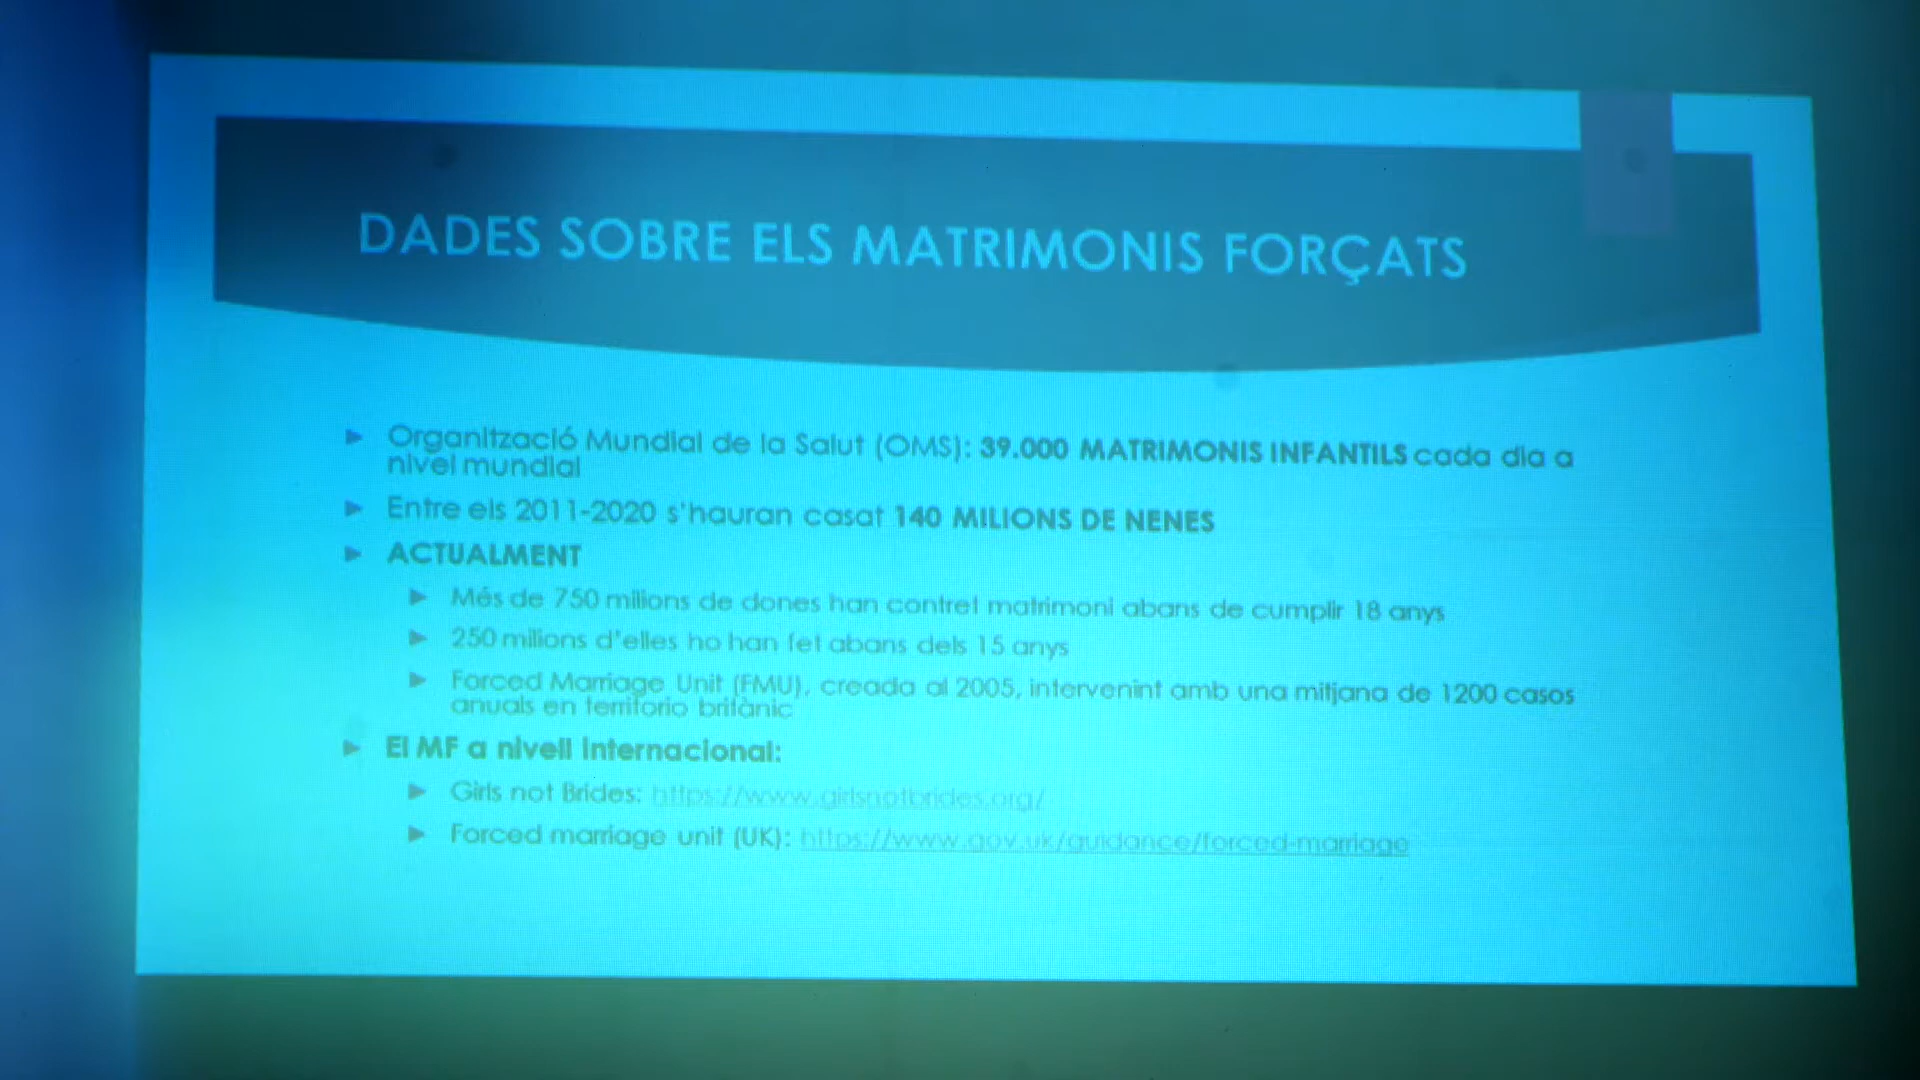 DADES SOBRE ELS MATRIMONIS FORÇATS
Organització Mundial de la Salut (OMS): 39.000 MATRIMONIS INFANTILS cada dia a
nivel mundial
Entre els 2011-2020 s'hauran casat 140 MILIONS DE NENES
ACTUALMENT
Més de 750 milions de dones han contret matrimoni abans de cumplir 18 anys
250 milions d'elles ho han fet abans dels 15 anys
Forced Marriage Unit (FMU), creada al 2005, intervenint amb una mitjana de 1200 casos
anuals en territorio britànic
El MF a nivell internacional:
Girls not Brides: https://www.girlsnotbrides.org/
Forced marriage unit (UK): https://www.gov.uk/guidance/forced-marriage